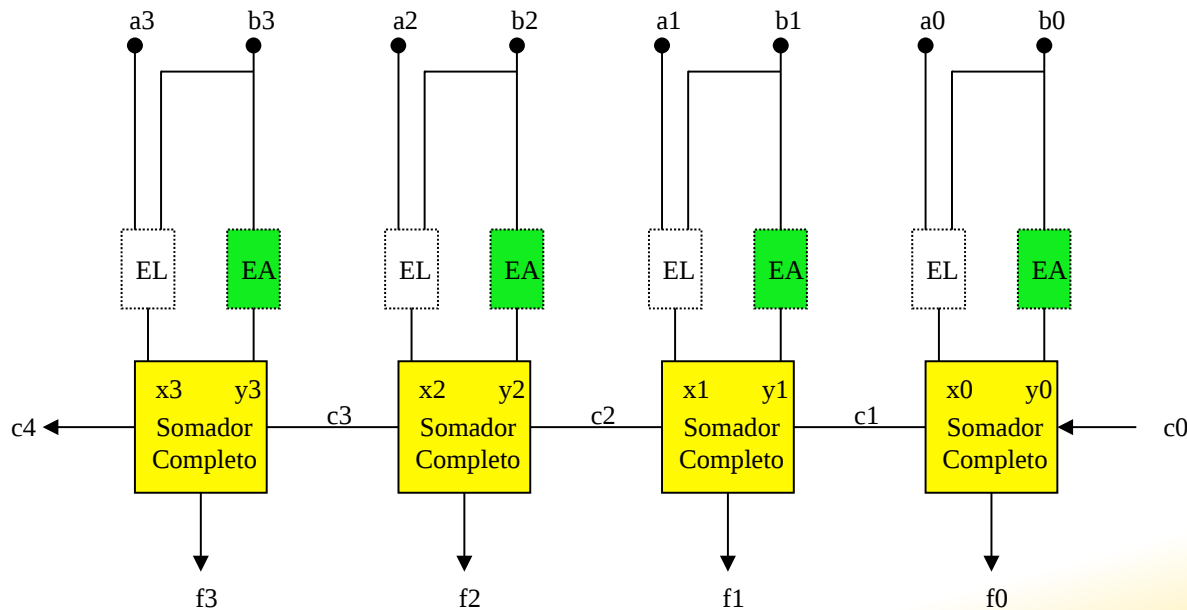 a3 b3 a2 b2 a1 b1 a0 b0
EL EA EL EA EL EA EL EA
x3 y3 x2 y2 x1 y1 x0 y0
c4 Somador c3 Somador c2 Somador c1 Somador c0
Completo Completo Completo Completo
f3 f2 f1 f0